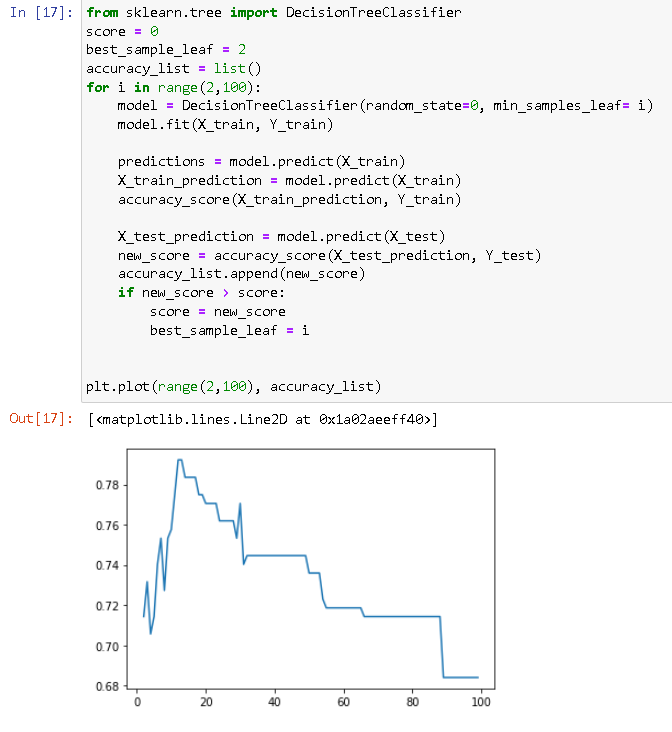 In [17]: from sklearn.tree import DecisionTreeClassifier
score = 0
best_sample_leaf = 2
accuracy_list = list()
for i in range(2,100):
    model = DecisionTreeClassifier(random_state=0, min_samples_leaf= i)
    model.fit(X_train, Y_train)

    predictions = model.predict(X_train)
    X_train_prediction = model.predict(X_train)
    accuracy_score(X_train_prediction, Y_train)

    X_test_prediction = model.predict(X_test)
    new_score = accuracy_score(X_test_prediction, Y_test)
    accuracy_list.append(new_score)
    if new_score > score:
        score = new_score
        best_sample_leaf = i

plt.plot(range(2,100), accuracy_list)
Out[17]: [<matplotlib.lines.Line2D at 0x1a02aeeff40>]
0.78
0.76
0.74
0.72
0.70
0.68
0 20 40 60 80 100